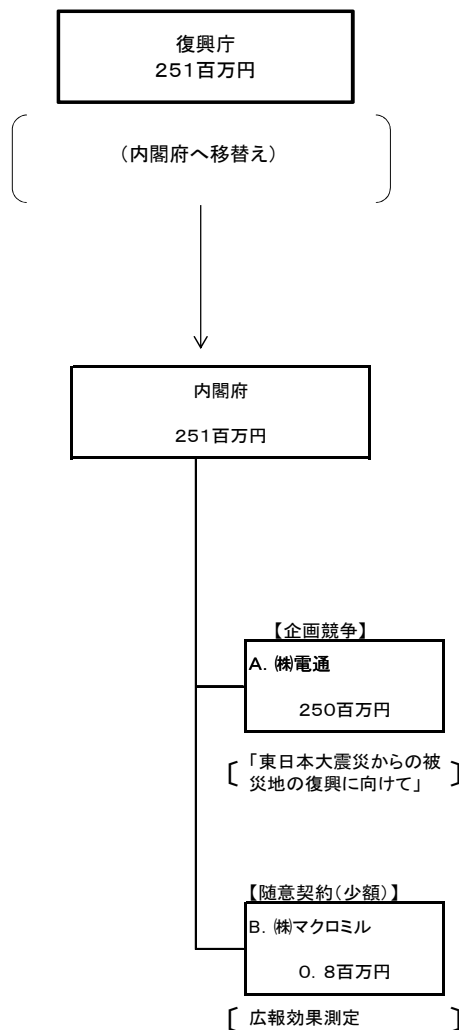 復興庁
251百万円
(内閣府へ移替え)
内閣府
251百万円
【企画競争】
A. ㈱電通
250百万円
「東日本大震災からの被
災地の復興に向けて」
【随意契約(少額)】
B. ㈱マクロミル
0. 8百万円
広報効果測定